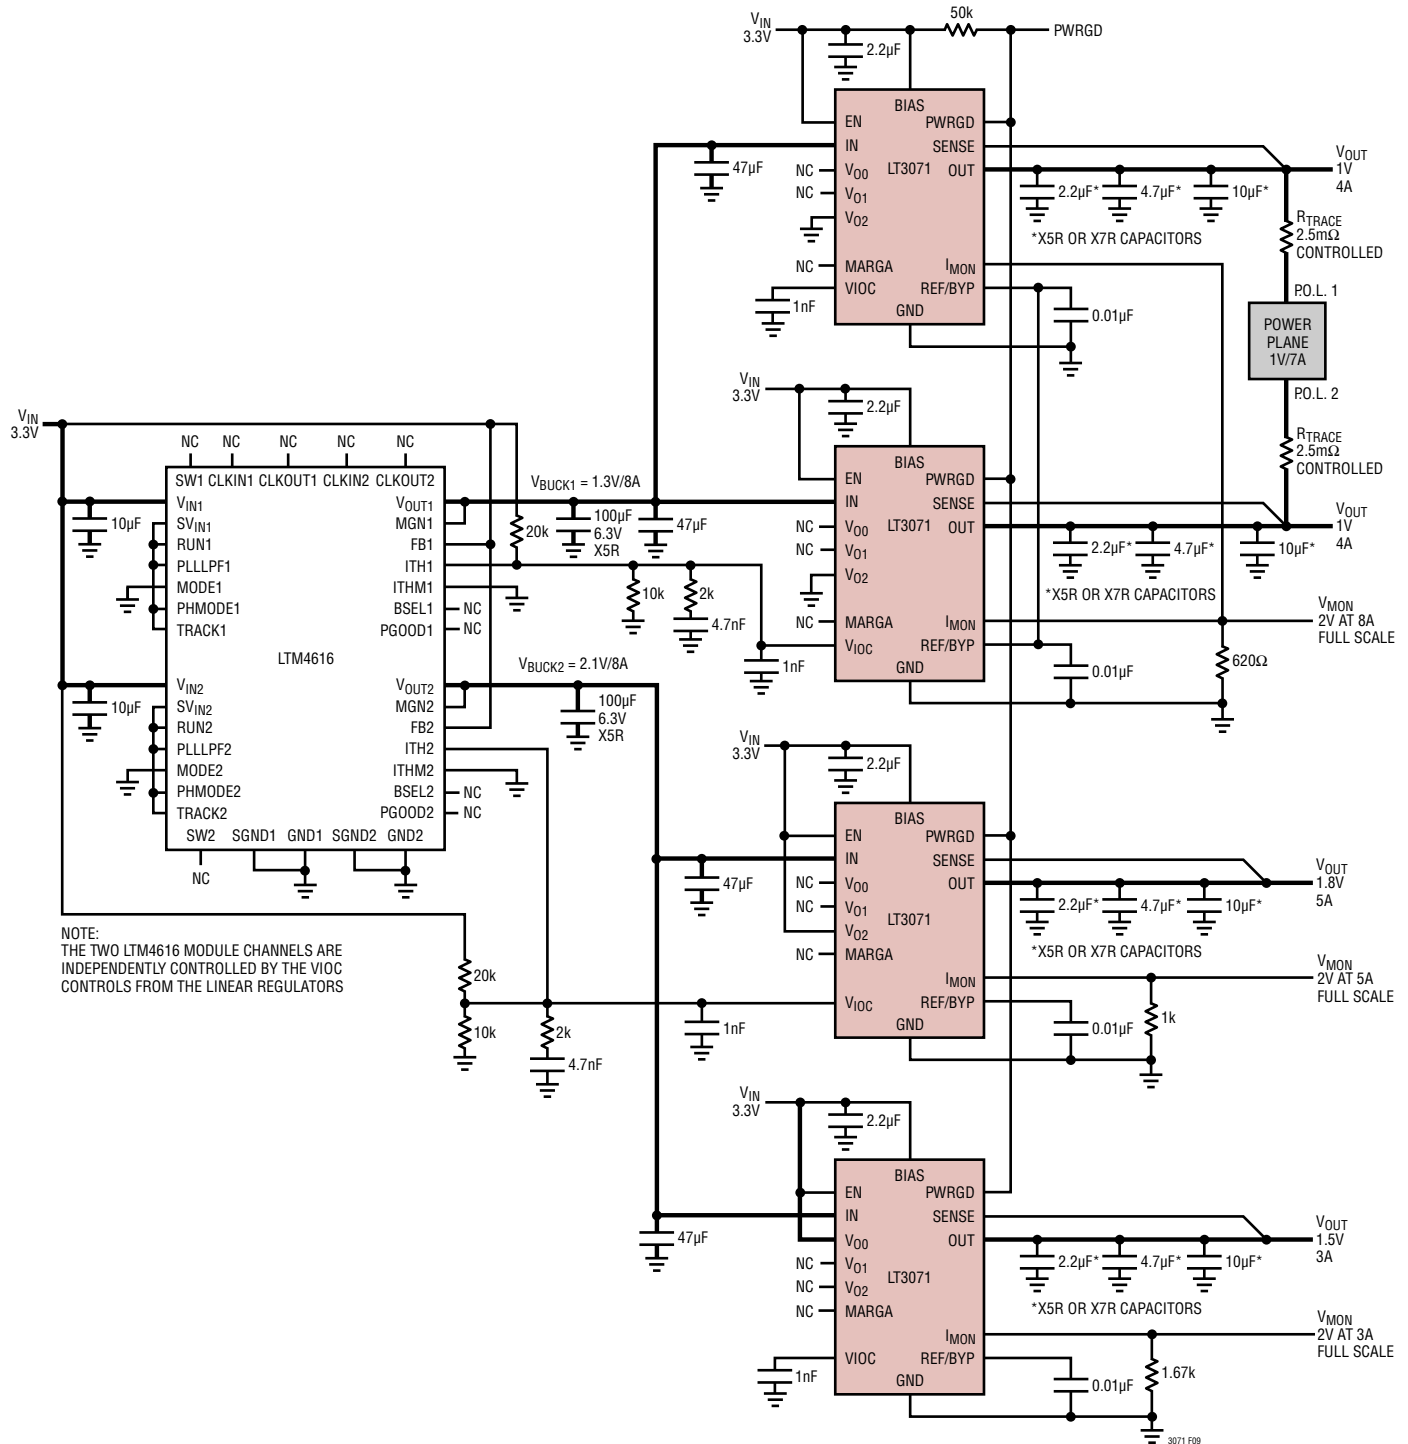 VIN
3.3V
50k
PWRGD
2.2µF
BIAS
EN
PWRGD
IN
SENSE
47µF
NC
VO0
LT3071
OUT
NC
VO1
VO2
2.2µF*
4.7µF*
10µF*
VOUT
1V
4A
*X5R OR X7R CAPACITORS
RTRACE
2.5mΩ
CONTROLLED
NC
MARGA
IMON
VIOC
REF/BYP
1nF
GND
0.01µF
P.O.L. 1
POWER
PLANE
1V/7A
P.O.L. 2
VIN
3.3V
2.2µF
BIAS
EN
PWRGD
IN
SENSE
NC
VO0
LT3071
OUT
NC
VO1
VO2
2.2µF*
4.7µF*
10µF*
RTRACE
2.5mΩ
CONTROLLED
VOUT
1V
4A
*X5R OR X7R CAPACITORS
NC
MARGA
IMON
VIOC
REF/BYP
1nF
GND
0.01µF
VMON
2V AT 8A
FULL SCALE
620Ω
VIN
3.3V
NC
NC
NC
NC
NC
SW1
CLKIN1
CLKOUT1
CLKIN2
CLKOUT2
VIN1
SVIN1
RUN1
PLLLPF1
MODE1
PHMODE1
TRACK1
10µF
VOUT1
MGN1
FB1
ITH1
ITHM1
BSEL1
NC
PGOOD1
NC
LTM4616
VBUCK1 = 1.3V/8A
100µF
6.3V
X5R
47µF
20k
10k
2k
4.7nF
VIN2
SVIN2
RUN2
PLLLPF2
MODE2
PHMODE2
TRACK2
10µF
VOUT2
MGN2
FB2
ITH2
ITHM2
BSEL2
NC
PGOOD2
NC
VBUCK2 = 2.1V/8A
100µF
6.3V
X5R
SW2
SGND1
GND1
SGND2
GND2
NC
NOTE:
THE TWO LTM4616 MODULE CHANNELS ARE
INDEPENDENTLY CONTROLLED BY THE VIOC
CONTROLS FROM THE LINEAR REGULATORS
20k
10k
2k
4.7nF
VIN
3.3V
2.2µF
BIAS
EN
PWRGD
IN
SENSE
47µF
NC
VO0
OUT
NC
VO1
LT3071
VO2
NC
MARGA
2.2µF*
4.7µF*
10µF*
VOUT
1.8V
5A
*X5R OR X7R CAPACITORS
IMON
VMON
2V AT 5A
FULL SCALE
VIOC
REF/BYP
1nF
GND
0.01µF
1k
VIN
3.3V
2.2µF
BIAS
EN
PWRGD
IN
SENSE
47µF
VO0
OUT
NC
VO1
LT3071
NC
VO2
NC
MARGA
2.2µF*
4.7µF*
10µF*
VOUT
1.5V
3A
*X5R OR X7R CAPACITORS
IMON
VMON
2V AT 3A
FULL SCALE
VIOC
REF/BYP
1nF
GND
0.01µF
1.67k
3071 F09